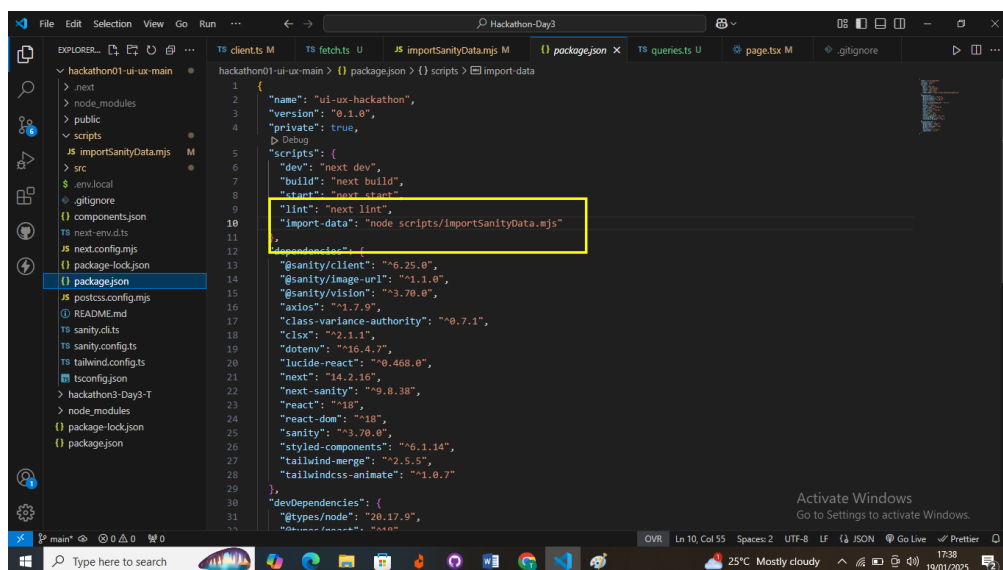 File Edit Selection View Go Run ··· Hackathon-Day3
EXPLORER...
TS client.ts M TS fetch.ts U JS importSanityData.mjs M {} package.json TS queries.ts U page.tsx M .gitignore
hackathon01-ui-ux-main > {} package.json > {} scripts > import-data
hackathon01-ui-ux-main
> .next
> node_modules
> public
scripts
JS importSanityData.mjs M
> src
$ .env.local
.gitignore
{} components.json
TS next-env.d.ts
JS next.config.mjs
{} package-lock.json
{} package.json
JS postcss.config.mjs
README.md
TS sanity.cli.ts
TS sanity.config.ts
TS tailwind.config.ts
tsconfig.json
> hackathon3-Day3-T
> node_modules
{} package-lock.json
{} package.json
1 {
2 "name": "ui-ux-hackathon",
3 "version": "0.1.0",
4 "private": true,
Debug
5 "scripts": {
6 "dev": "next dev",
7 "build": "next build",
8 "start": "next start",
9 "lint": "next lint",
10 "import-data": "node scripts/importSanityData.mjs"
11 },
12 "dependencies": {
13 "@sanity/client": "^6.25.0",
14 "@sanity/image-url": "^1.1.0",
15 "@sanity/vision": "^3.70.0",
16 "axios": "^1.7.9",
17 "class-variance-authority": "^0.7.1",
18 "clsx": "^2.1.1",
19 "dotenv": "^16.4.7",
20 "lucide-react": "^0.468.0",
21 "next": "14.2.16",
22 "next-sanity": "^9.8.38",
23 "react": "^18",
24 "react-dom": "^18",
25 "sanity": "^3.70.0",
26 "styled-components": "^6.1.14",
27 "tailwind-merge": "^2.5.5",
28 "tailwindcss-animate": "^1.0.7"
29 },
30 "devDependencies": {
31 "@types/node": "20.17.9",
6
1
Activate Windows
Go to Settings to activate Windows.
main* 0 0 0 OVR Ln 10, Col 55 Spaces: 2 UTF-8 LF {} JSON Go Live Prettier
Type here to search 25°C Mostly cloudy 17:38
19/01/2025